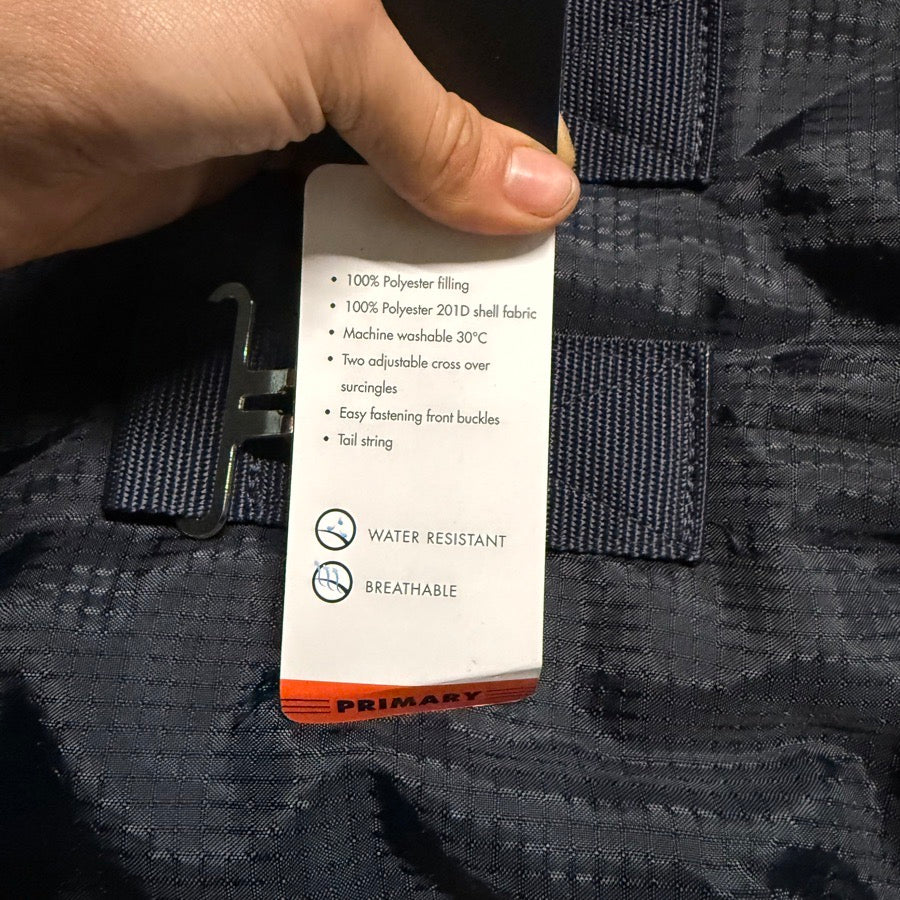 • 100% Polyester filling
• 100% Polyester 201D shell fabric
• Machine washable 30°C
• Two adjustable cross over
surcingles
• Easy fastening front buckles
• Tail string
WATER RESISTANT
BREATHABLE
PRIMARY